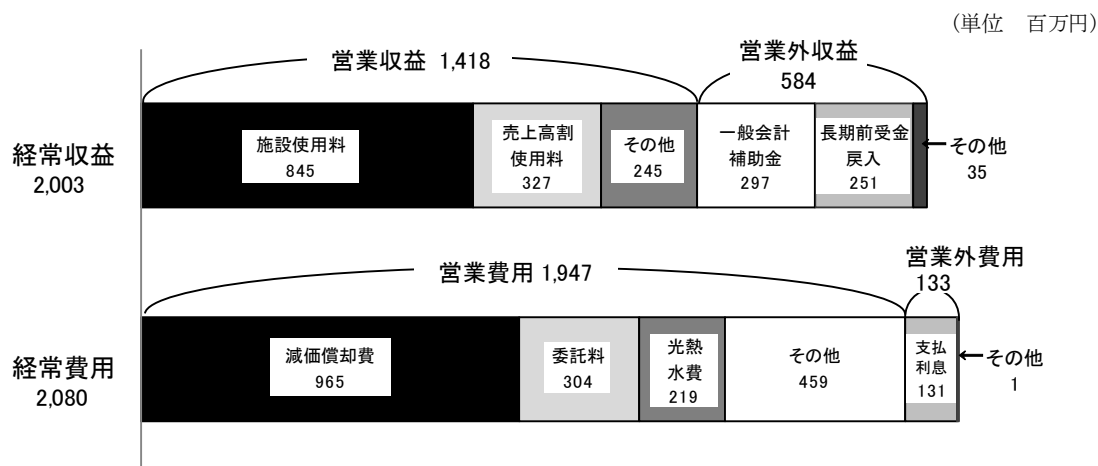 (単位　百万円)
営業収益 1,418
営業外収益
584
経常収益
2,003
施設使用料
845
売上高割
使用料
327
その他
245
一般会計
補助金
297
長期前受金
戻入
251
その他
35
営業費用 1,947
営業外費用
133
経常費用
2,080
減価償却費
965
委託料
304
光熱
水費
219
その他
459
支払
利息
131
その他
1